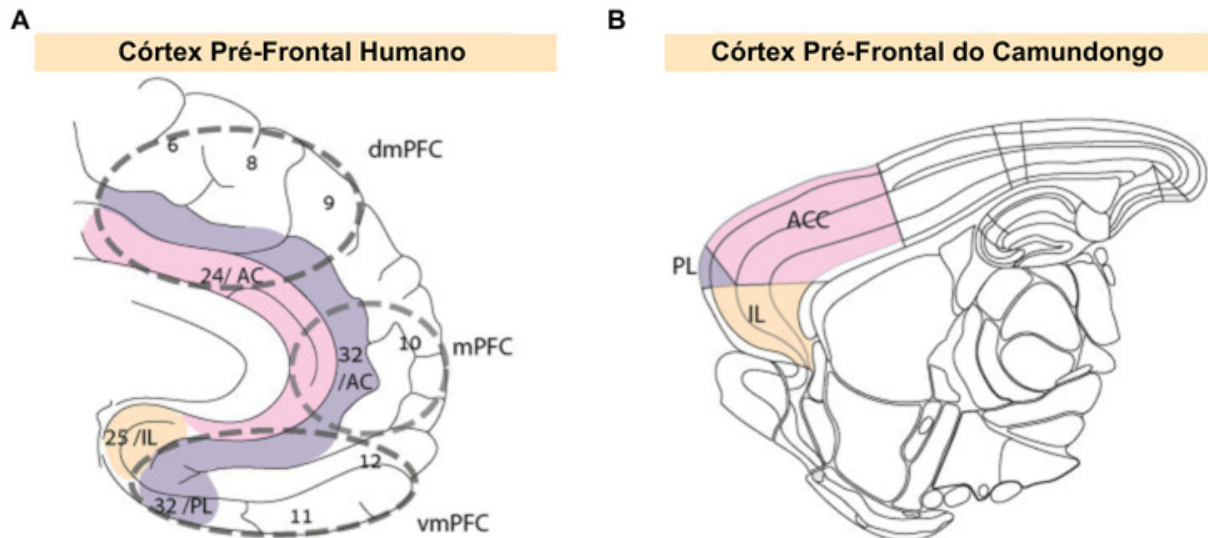 A
Córtex Pré-Frontal Humano
6
8
dmPFC
9
24/ AC
10
mPFC
32
/AC
25 /IL
12
32 /PL
11
vmPFC
B
Córtex Pré-Frontal do Camundongo
ACC
PL
IL